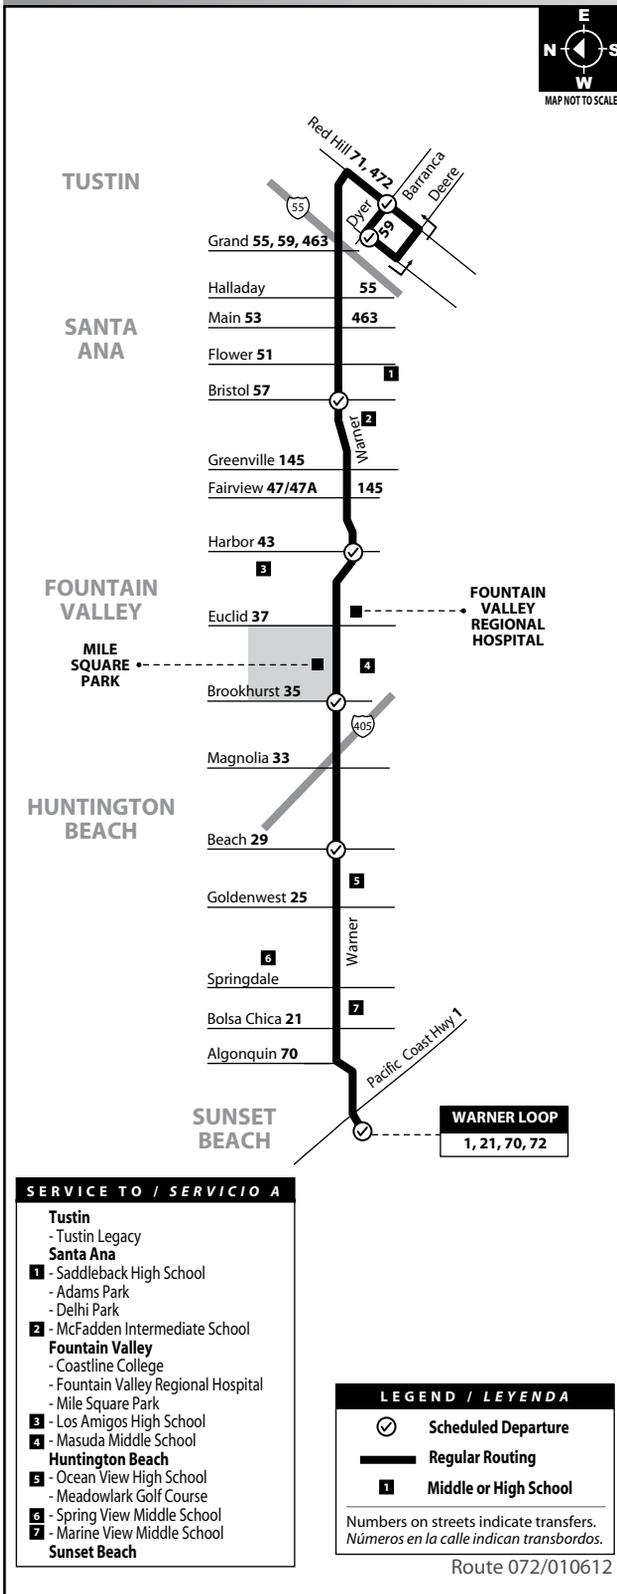 E
N S
W
MAP NOT TO SCALE
Red Hill 71, 472
Barranca
Deere
TUSTIN
55
Dyer
59
Grand 55, 59, 463
Halladay 55
Main 53 463
SANTA
ANA
Flower 51
1
Bristol 57
2
Warner
Greenville 145
Fairview 47/47A 145
Harbor 43
3
FOUNTAIN
VALLEY
Euclid 37
FOUNTAIN
VALLEY
REGIONAL
HOSPITAL
MILE
SQUARE
PARK
4
Brookhurst 35
405
Magnolia 33
HUNTINGTON
BEACH
Beach 29
5
Goldenwest 25
Warner
6
Springdale
7
Bolsa Chica 21
Algonquin 70
Pacific Coast Hwy 1
SUNSET
BEACH
WARNER LOOP
1, 21, 70, 72
SERVICE TO / SERVICIO A
Tustin
- Tustin Legacy
Santa Ana
1 - Saddleback High School
- Adams Park
- Delhi Park
2 - McFadden Intermediate School
Fountain Valley
- Coastline College
- Fountain Valley Regional Hospital
- Mile Square Park
3 - Los Amigos High School
4 - Masuda Middle School
Huntington Beach
5 - Ocean View High School
- Meadowlark Golf Course
6 - Spring View Middle School
7 - Marine View Middle School
Sunset Beach
LEGEND / LEYENDA
Scheduled Departure
Regular Routing
1 Middle or High School
Numbers on streets indicate transfers.
Números en la calle indican transbordos.
Route 072/010612